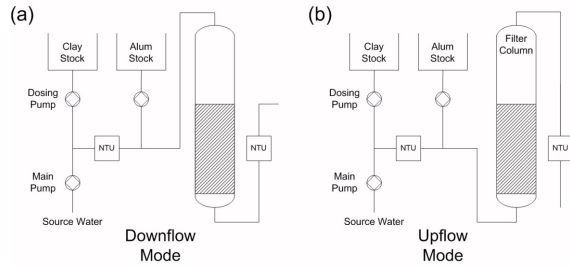 (a)
Clay
Stock
Alum
Stock
Dosing
Pump
NTU
NTU
Main
Pump
Source Water
Downflow
Mode
(b)
Clay
Stock
Alum
Stock
Filter
Column
Dosing
Pump
NTU
NTU
Main
Pump
Source Water
Upflow
Mode